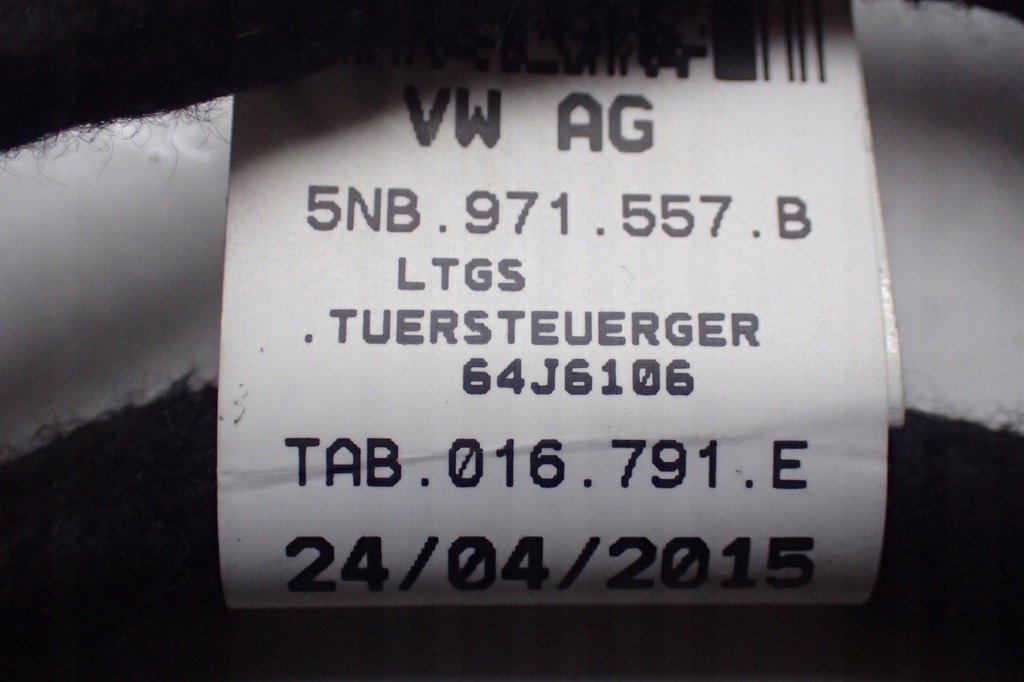 VW AG
5NB.971.557.B
LTGS
.TUERSTEUERGER
64J6106
TAB.016.791.E
24/04/2015